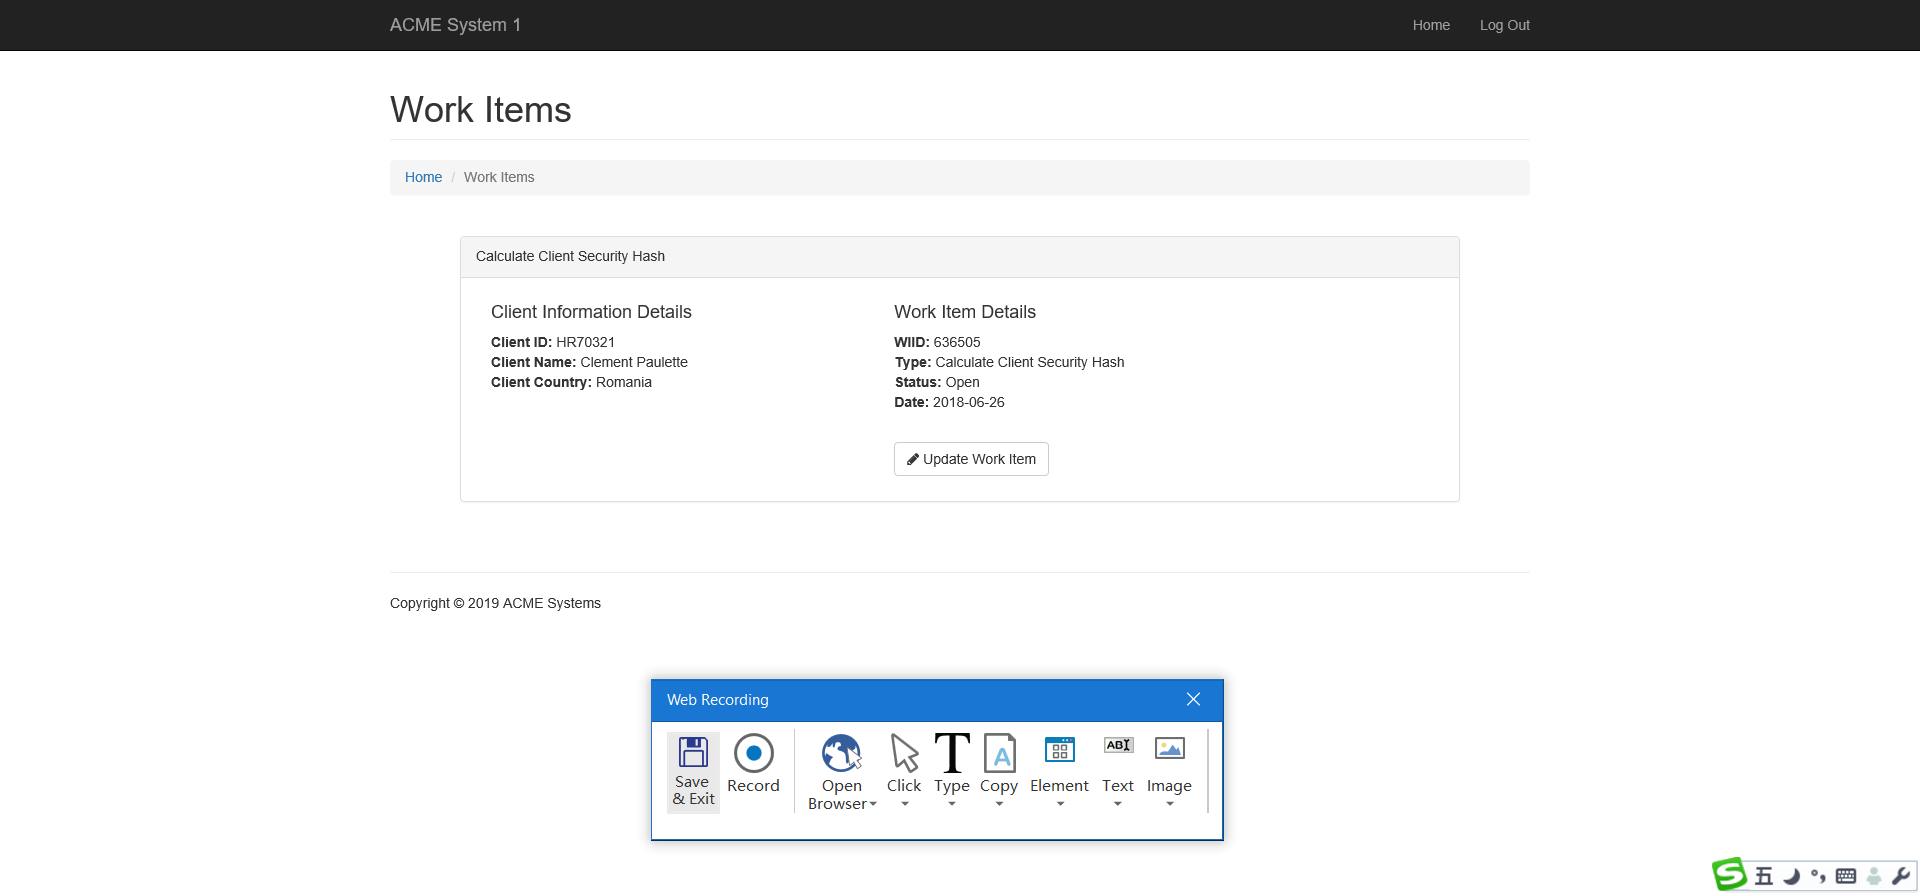 ACME System 1
Home
Log Out
Work Items
Home / Work Items
Calculate Client Security Hash
Client Information Details
Client ID: HR70321
Client Name: Clement Paulette
Client Country: Romania
Work Item Details
WIID: 636505
Type: Calculate Client Security Hash
Status: Open
Date: 2018-06-26
Update Work Item
Copyright © 2019 ACME Systems
Web Recording
Save
& Exit
Record
Open
Browser
Click
T
Type
A
Copy
Element
AB
Text
Image
S
五